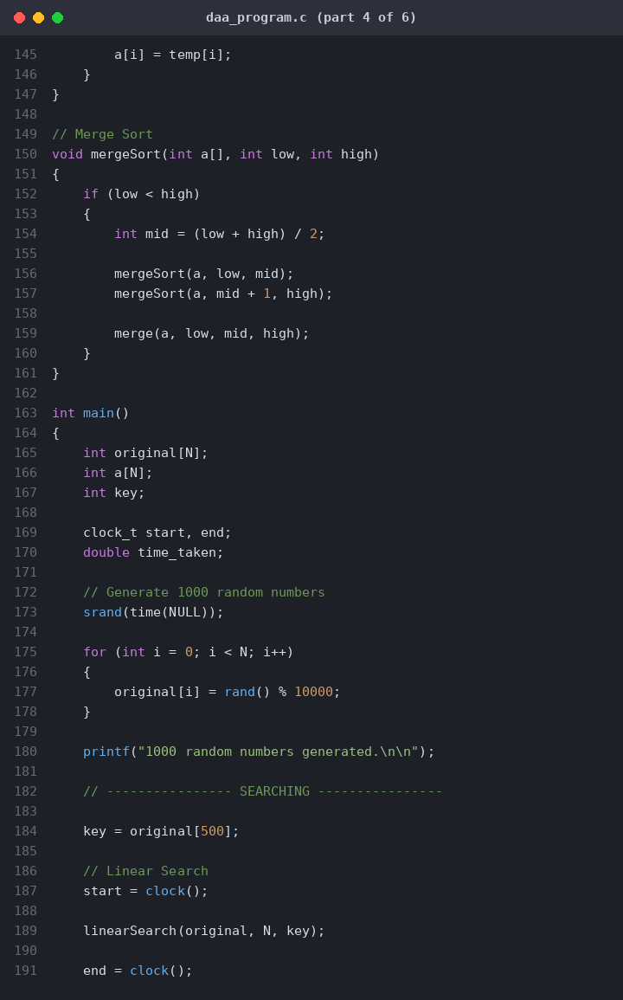 daa_program.c (part 4 of 6)
145         a[i] = temp[i];
146     }
147 }
148
149 // Merge Sort
150 void mergeSort(int a[], int low, int high)
151 {
152     if (low < high)
153     {
154         int mid = (low + high) / 2;
155
156         mergeSort(a, low, mid);
157         mergeSort(a, mid + 1, high);
158
159         merge(a, low, mid, high);
160     }
161 }
162
163 int main()
164 {
165     int original[N];
166     int a[N];
167     int key;
168
169     clock_t start, end;
170     double time_taken;
171
172     // Generate 1000 random numbers
173     srand(time(NULL));
174
175     for (int i = 0; i < N; i++)
176     {
177         original[i] = rand() % 10000;
178     }
179
180     printf("1000 random numbers generated.\n\n");
181
182     // ---------------- SEARCHING ----------------
183
184     key = original[500];
185
186     // Linear Search
187     start = clock();
188
189     linearSearch(original, N, key);
190
191     end = clock();